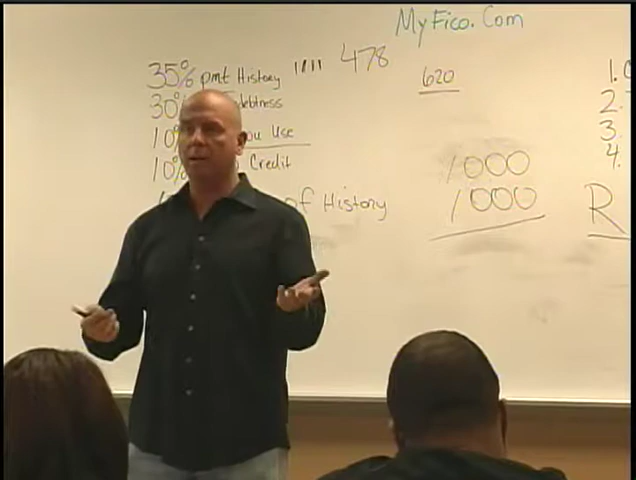 MyFico.Com
35% pmt History 478
620
30%
10% you Use
10% Credit
of History
1000
1000
1.
2.
3.
4.
R